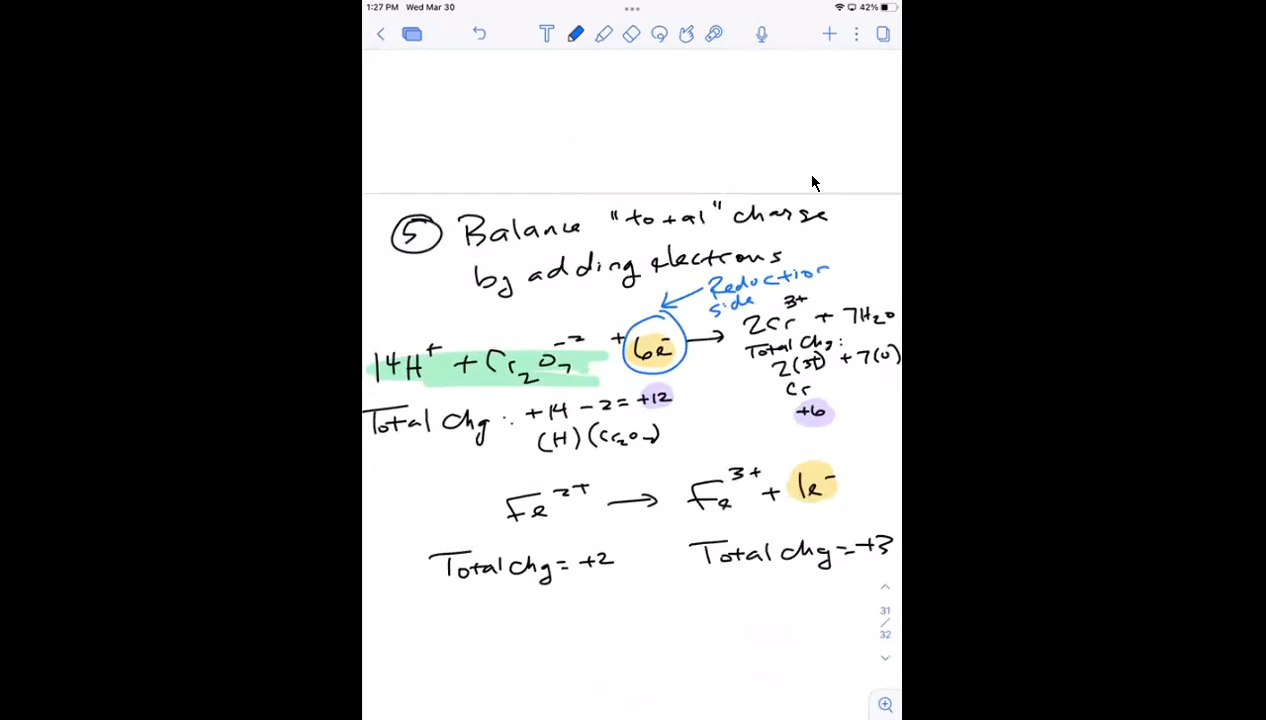 1:27 PM Wed Mar 30
42%
5 Balance "total" charge
by adding electrons
Reduction
side
14H⁺ + Cr₂O₇⁻² + 6e⁻ → 2Cr³⁺ + 7H₂O
Total Chg:
2(3+) + 7(0)
Cr
+6
Total Chg: +14 - 2 = +12
(H) (Cr₂O₇)
Fe²⁺ → Fe³⁺ + 1e⁻
Total chg = +2
Total chg = +3
31
/
32